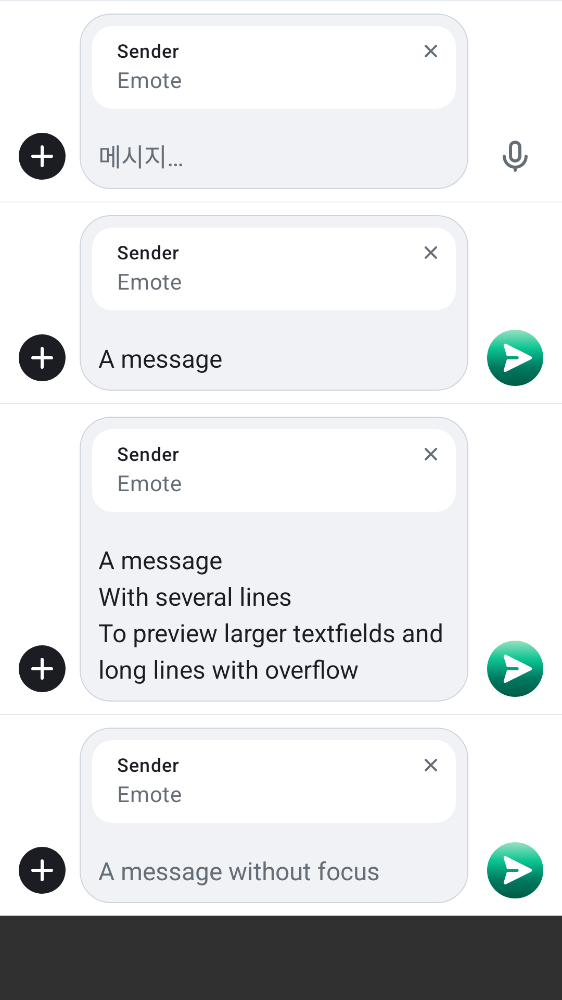 Sender
Emote
메시지…
Sender
Emote
A message
Sender
Emote
A message
With several lines
To preview larger textfields and
long lines with overflow
Sender
Emote
A message without focus